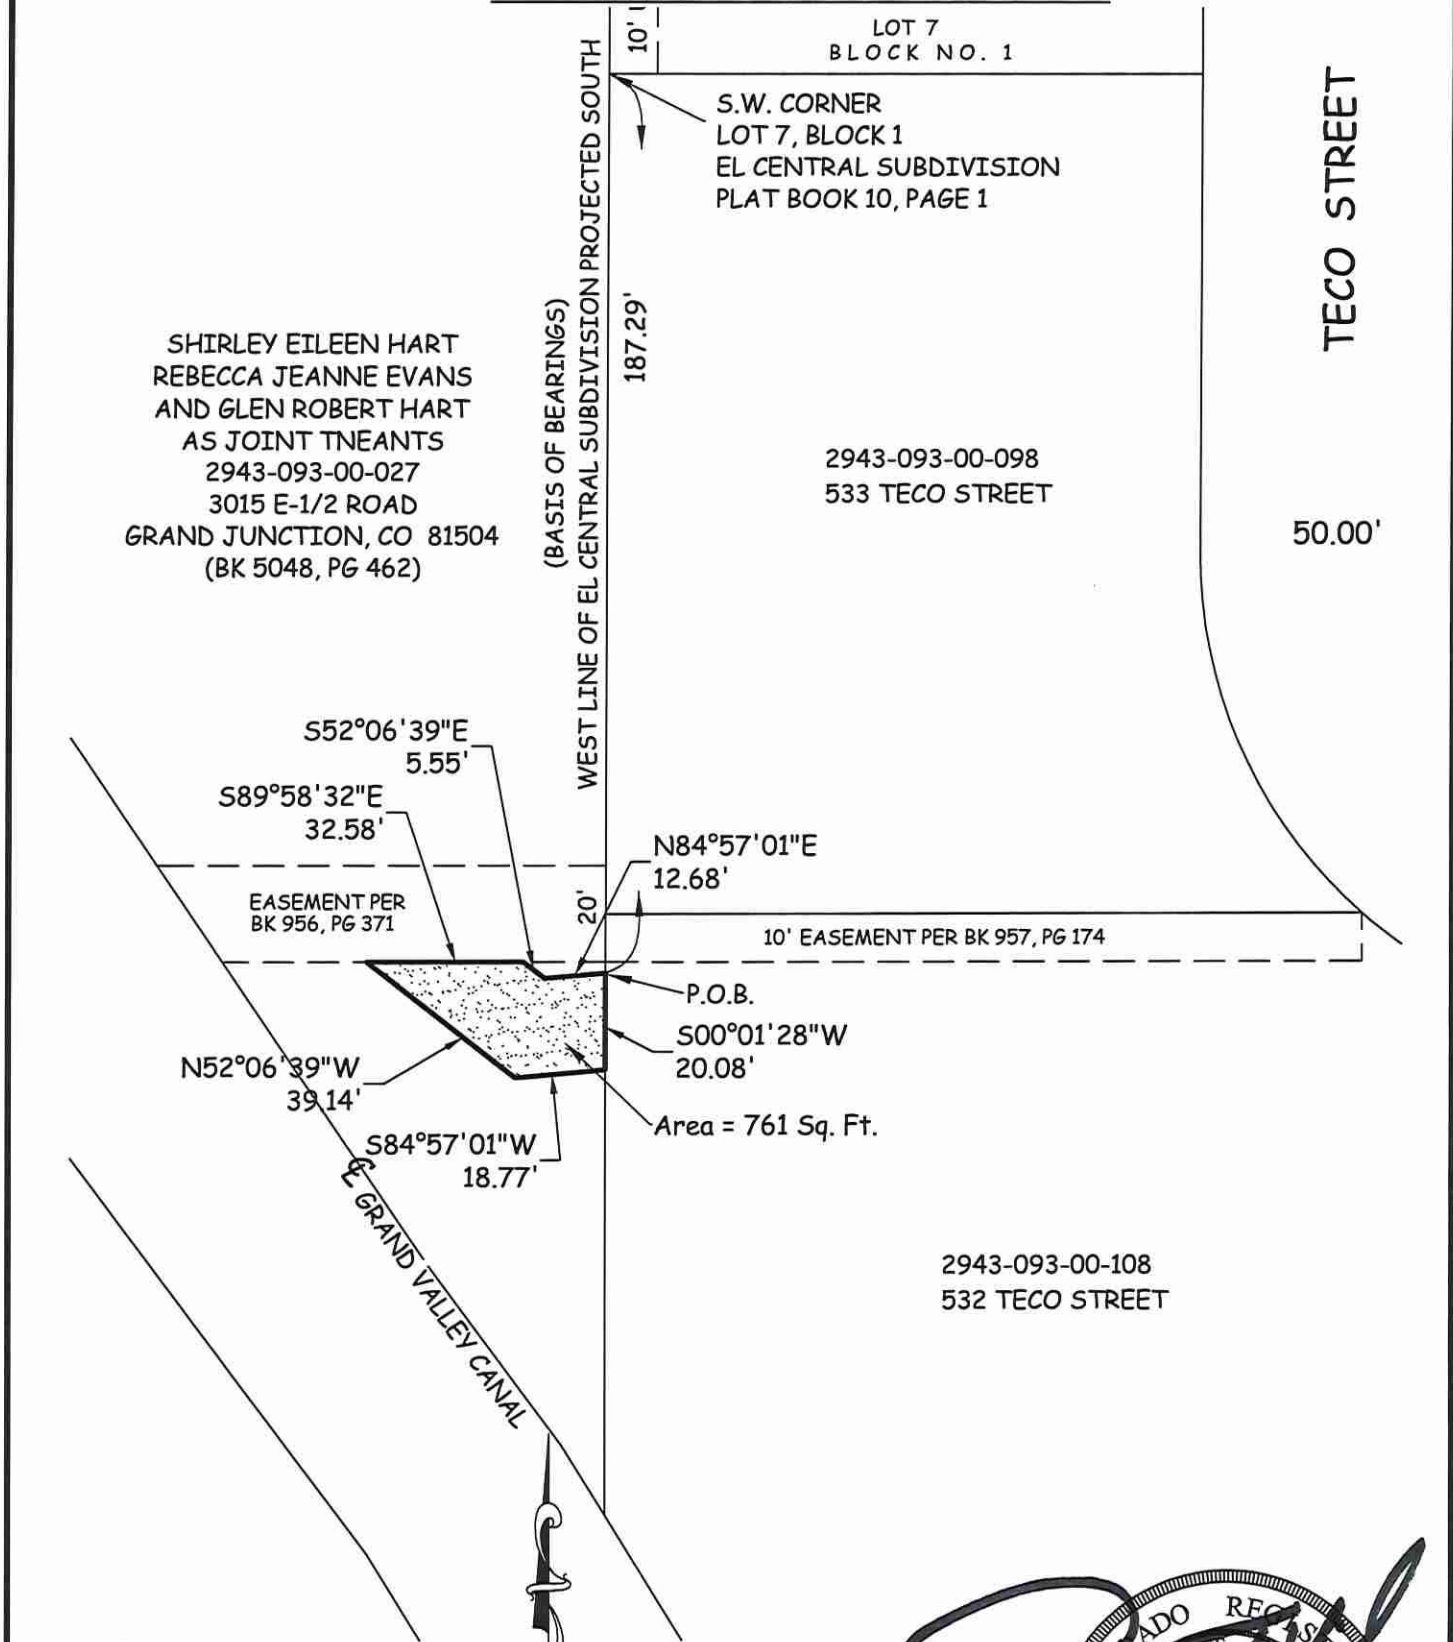 10'
LOT 7
BLOCK NO. 1
S.W. CORNER
LOT 7, BLOCK 1
EL CENTRAL SUBDIVISION
PLAT BOOK 10, PAGE 1
TECO STREET
WEST LINE OF EL CENTRAL SUBDIVISION PROJECTED SOUTH
(BASIS OF BEARINGS)
187.29'
SHIRLEY EILEEN HART
REBECCA JEANNE EVANS
AND GLEN ROBERT HART
AS JOINT TNEANTS
2943-093-00-027
3015 E-1/2 ROAD
GRAND JUNCTION, CO 81504
(BK 5048, PG 462)
2943-093-00-098
533 TECO STREET
50.00'
S52°06'39"E
5.55'
S89°58'32"E
32.58'
N84°57'01"E
12.68'
EASEMENT PER
BK 956, PG 371
20'
10' EASEMENT PER BK 957, PG 174
P.O.B.
S00°01'28"W
20.08'
N52°06'39"W
39.14'
Area = 761 Sq. Ft.
S84°57'01"W
18.77'
℄ GRAND VALLEY CANAL
2943-093-00-108
532 TECO STREET